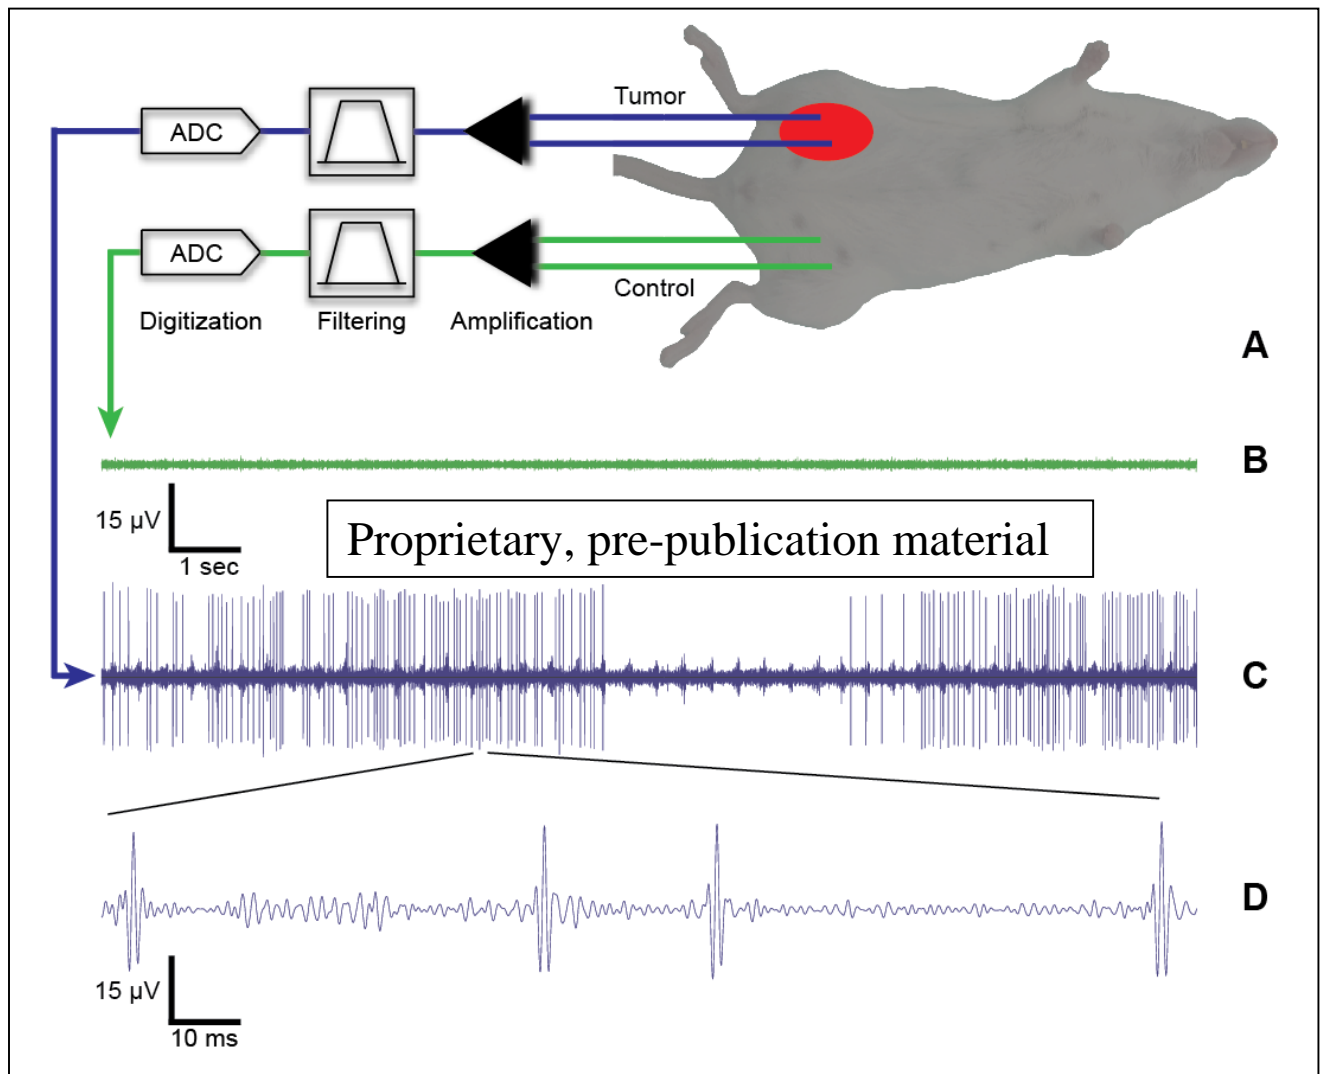 Tumor
ADC
ADC
Control
Digitization
Filtering
Amplification
A
B
15 µV
1 sec
Proprietary, pre-publication material
C
D
15 µV
10 ms